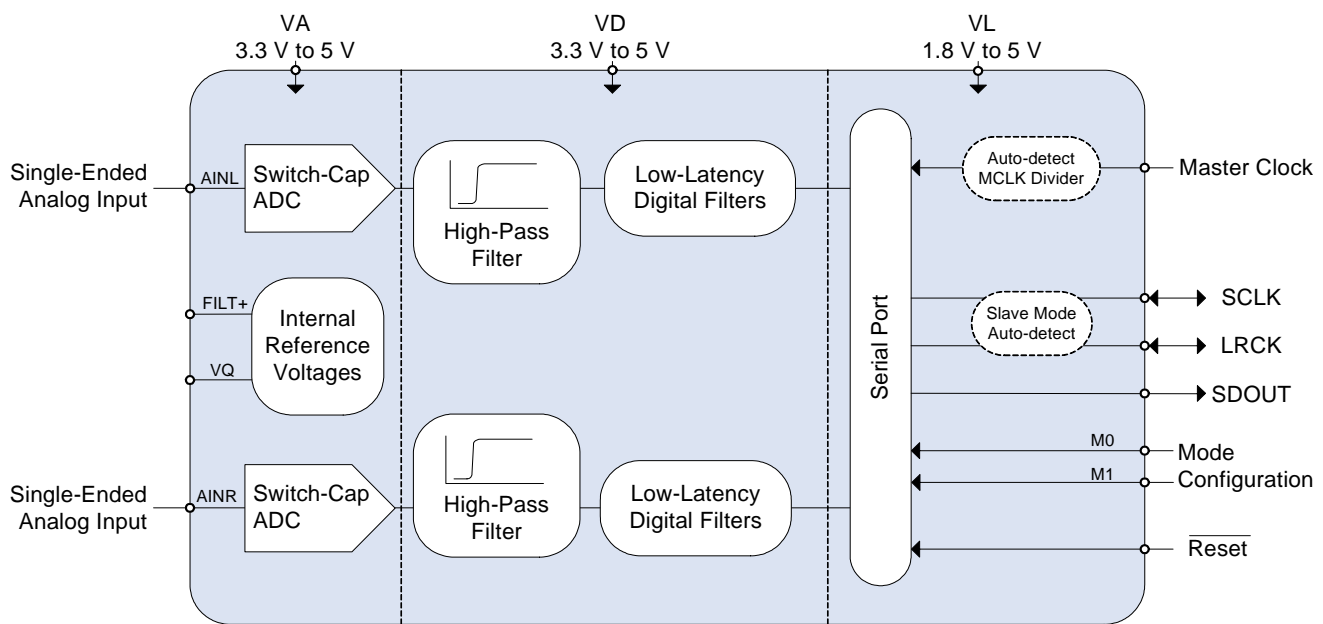 VA
3.3 V to 5 V
VD
3.3 V to 5 V
VL
1.8 V to 5 V
Single-Ended
Analog Input
AINL
Switch-Cap
ADC
High-Pass
Filter
Low-Latency
Digital Filters
Auto-detect
MCLK Divider
Master Clock
FILT+
VQ
Internal
Reference
Voltages
Serial Port
Slave Mode
Auto-detect
SCLK
LRCK
SDOUT
Single-Ended
Analog Input
AINR
Switch-Cap
ADC
High-Pass
Filter
Low-Latency
Digital Filters
M0
M1
Mode
Configuration
Reset